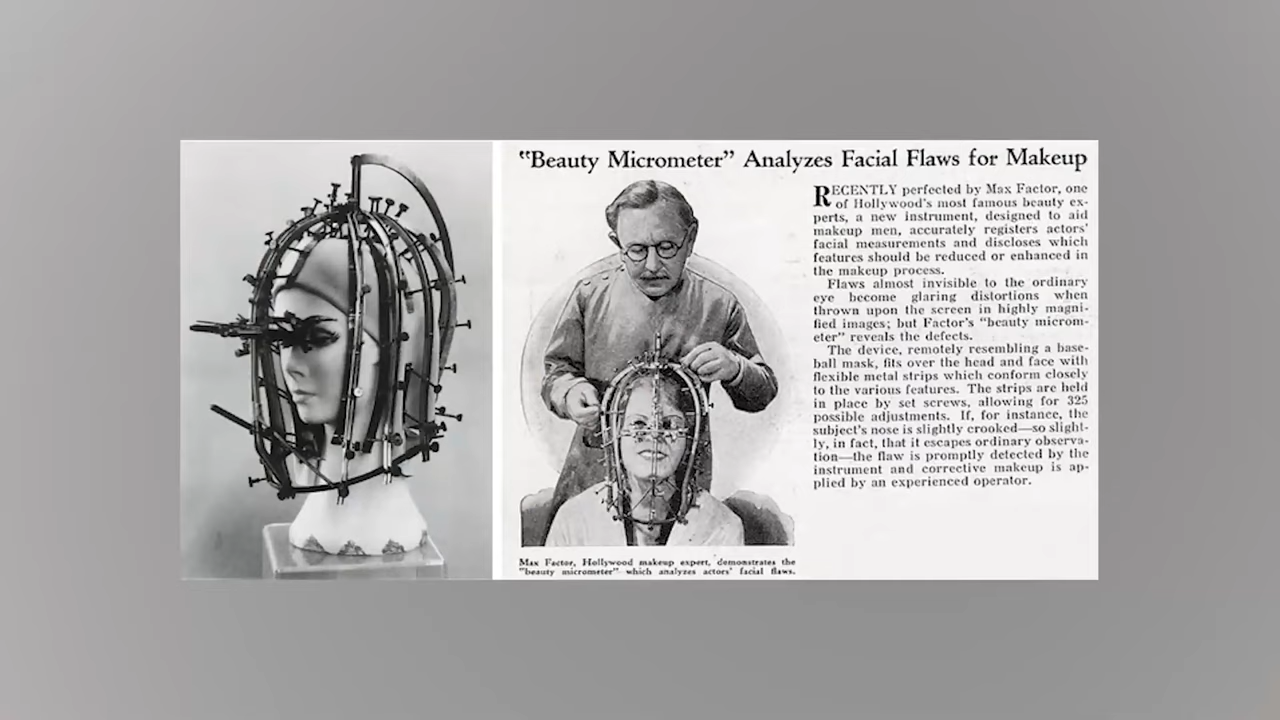 "Beauty Micrometer" Analyzes Facial Flaws for Makeup
RECENTLY perfected by Max Factor, one
of Hollywood's most famous beauty ex-
perts, a new instrument, designed to aid
makeup men, accurately registers actors'
facial measurements and discloses which
features should be reduced or enhanced in
the makeup process.
Flaws almost invisible to the ordinary
eye become glaring distortions when
thrown upon the screen in highly magni-
fied images; but Factor's "beauty microm-
eter" reveals the defects.
The device, remotely resembling a base-
ball mask, fits over the head and face with
flexible metal strips which conform closely
to the various features. The strips are held
in place by set screws, allowing for 325
possible adjustments. If, for instance, the
subject's nose is slightly crooked—so slight-
ly, in fact, that it escapes ordinary observa-
tion—the flaw is promptly detected by the
instrument and corrective makeup is ap-
plied by an experienced operator.
Max Factor, Hollywood makeup expert, demonstrates the
"beauty micrometer" which analyzes actors' facial flaws.